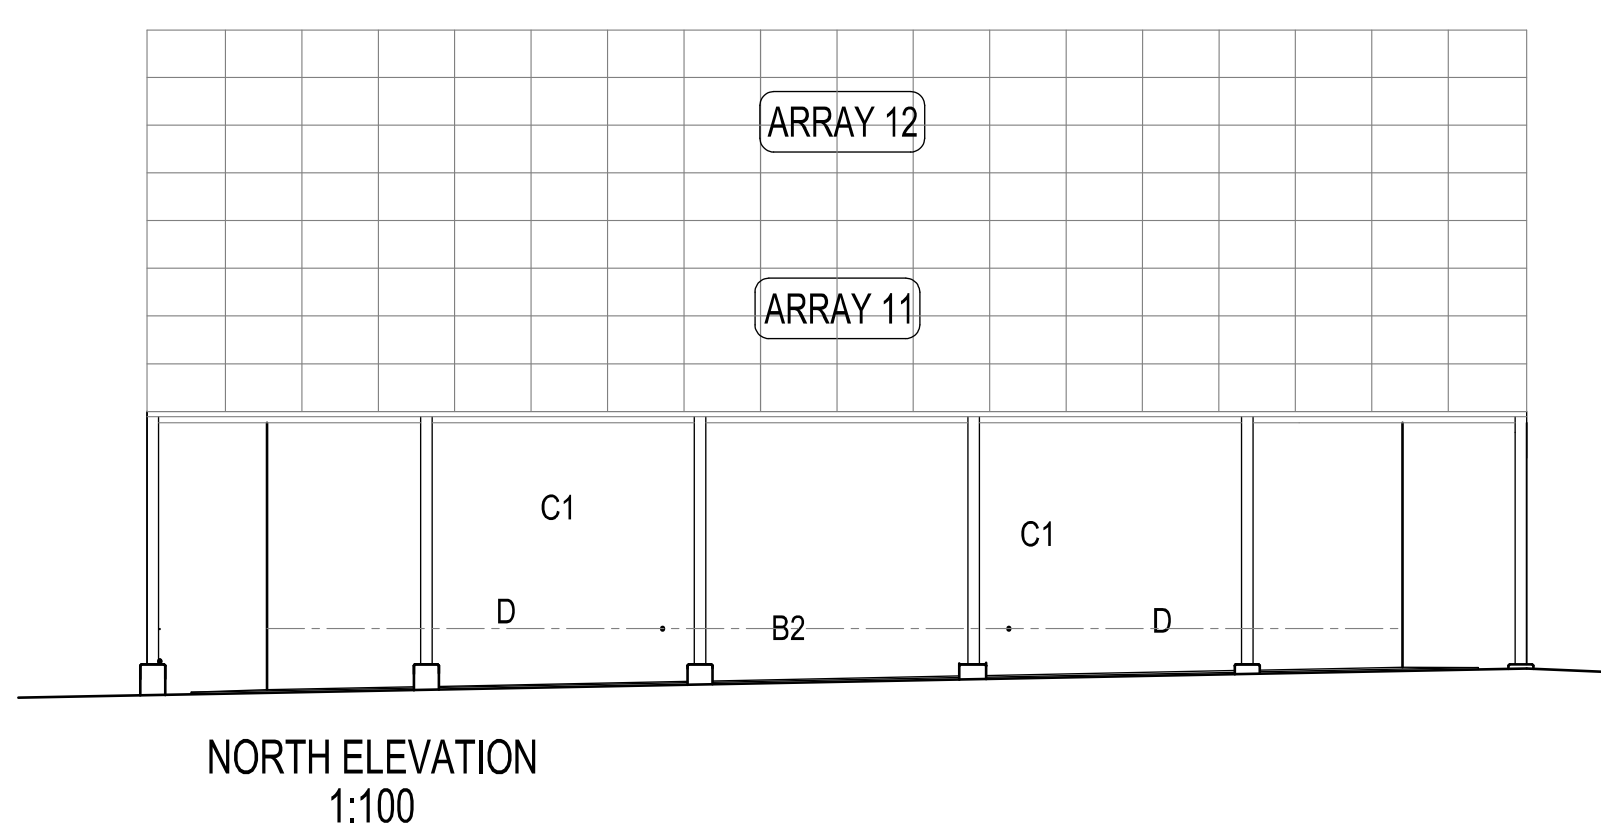 ARRAY 12
ARRAY 11
C1
C1
D
B2
D
NORTH ELEVATION
1:100